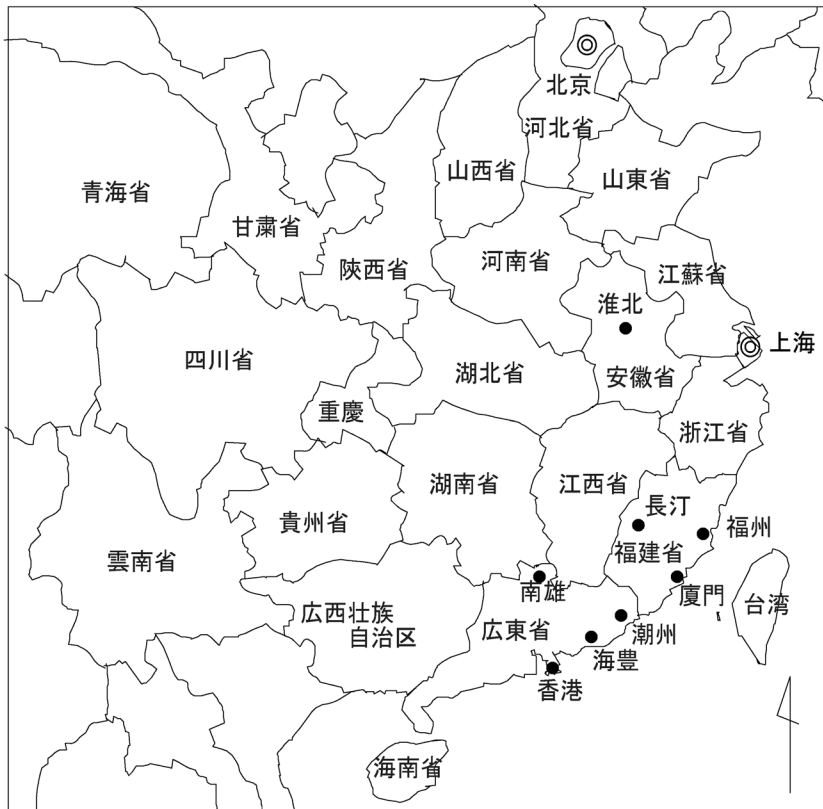 北京
河北省
山西省
山東省
青海省
甘粛省
河南省
陝西省
江蘇省
淮北
上海
四川省
湖北省
安徽省
重慶
浙江省
湖南省
江西省
長汀
貴州省
福州
福建省
雲南省
南雄
厦門
台湾
広西壮族
自治区
広東省
潮州
海豊
香港
海南省